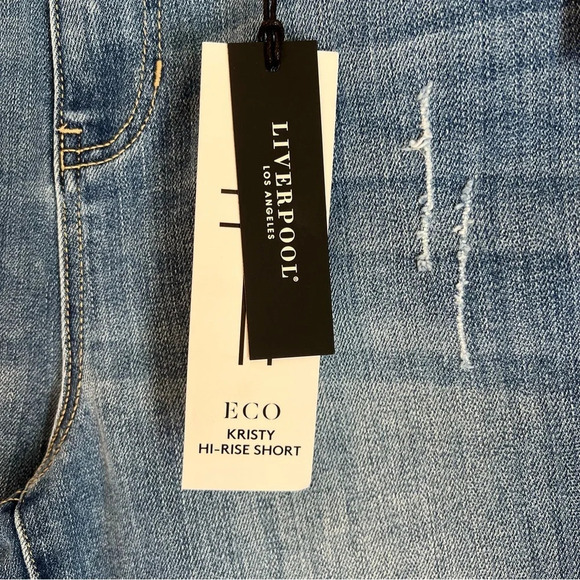 LIVERPOOL®
LOS ANGELES
ECO
KRISTY
HI-RISE SHORT